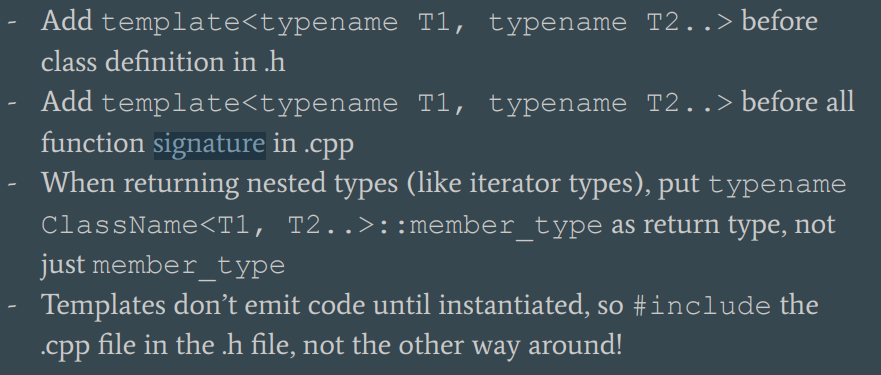 - Add template<typename T1, typename T2..> before
class definition in .h
- Add template<typename T1, typename T2..> before all
function signature in .cpp
- When returning nested types (like iterator types), put typename
ClassName<T1, T2..>::member_type as return type, not
just member_type
- Templates don’t emit code until instantiated, so #include the
.cpp file in the .h file, not the other way around!